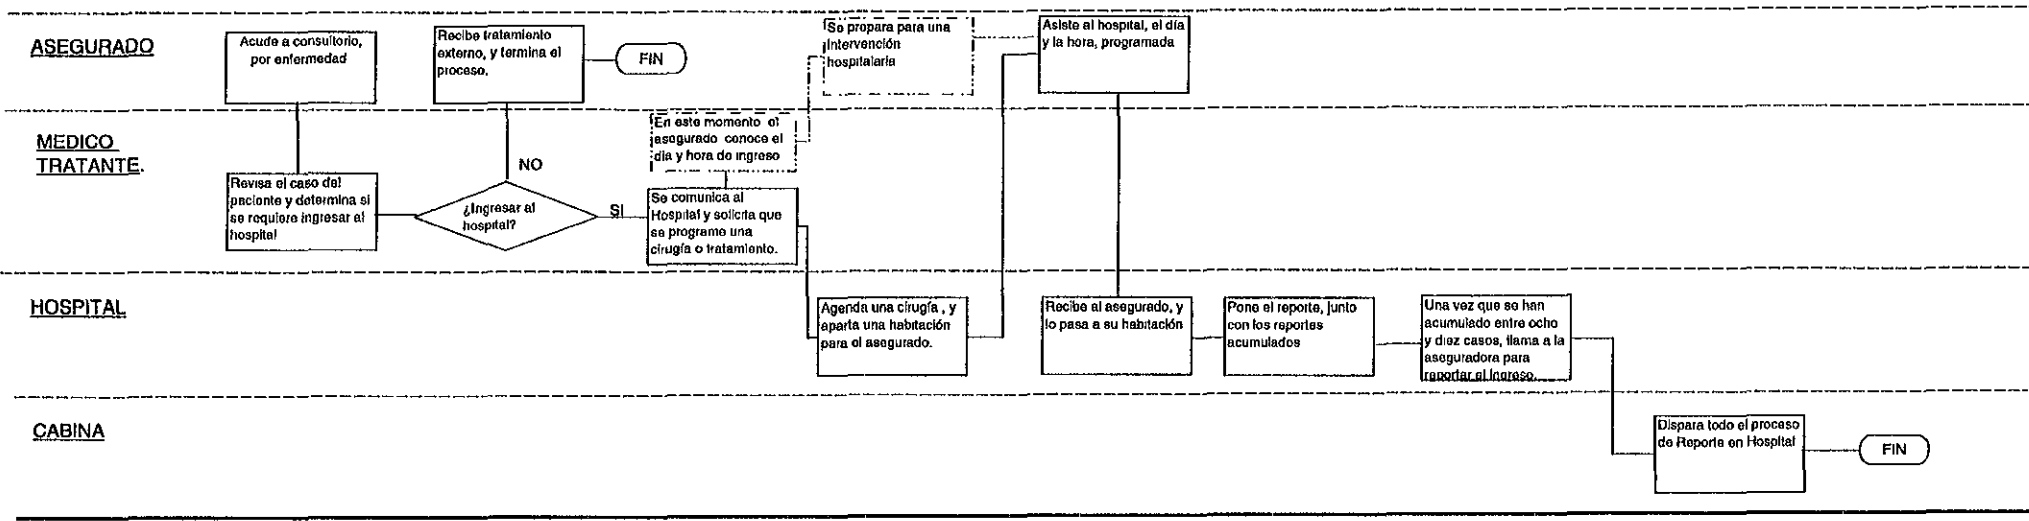 ASEGURADO
Acude a consultorio,
por enfermedad
Recibe tratamiento
externo, y termina el
proceso.
FIN
Se prepara para una
intervención
hospitalaria
Asiste al hospital, el día
y la hora, programada
MEDICO
TRATANTE.
Revisa el caso del
paciente y determina si
se requiere ingresar al
hospital
NO
¿Ingresar al
hospital?
SI
En este momento el
asegurado conoce el
día y hora de ingreso
Se comunica al
Hospital y solicita que
se programe una
cirugía o tratamiento.
HOSPITAL
Agenda una cirugía , y
aparta una habitación
para el asegurado.
Recibe al asegurado, y
lo pasa a su habitación
Pone el reporte, junto
con los reportes
acumulados
Una vez que se han
acumulado entre ocho
y diez casos, llama a la
aseguradora para
reportar el ingreso.
CABINA
Dispara todo el proceso
de Reporte en Hospital
FIN